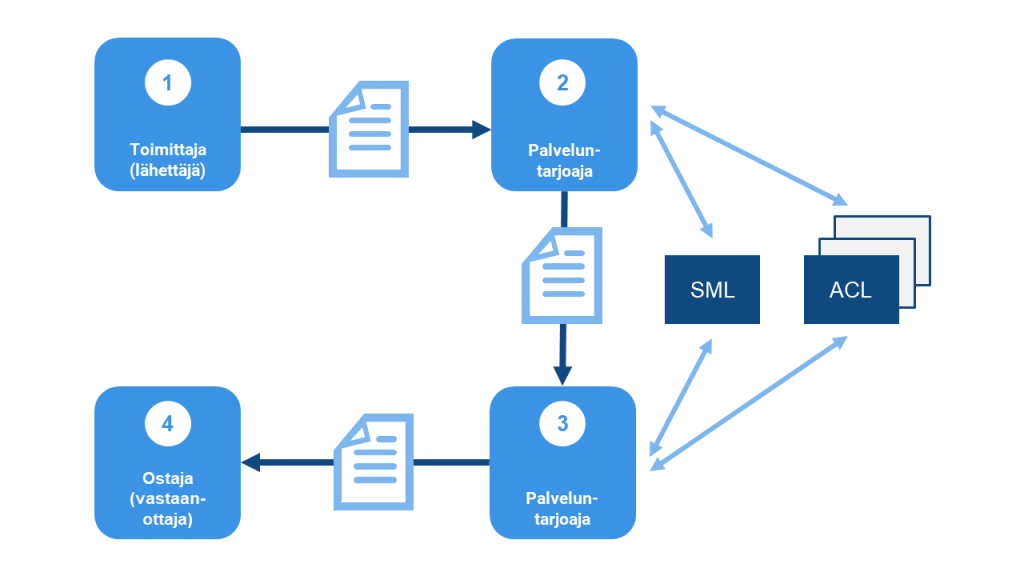 1
Toimittaja
(lähettäjä)
2
Palvelun-
tarjoaja
SML
ACL
4
Ostaja
(vastaan-
ottaja)
3
Palvelun-
tarjoaja